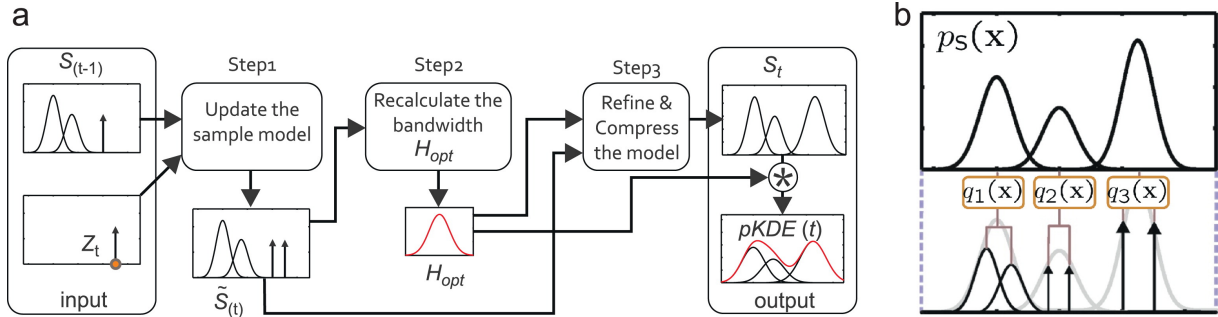 a
S(t-1)
Zt
input
Step1
Update the
sample model
S̃(t)
Step2
Recalculate the
bandwidth
Hopt
Hopt
Step3
Refine &
Compress
the model
St
*
pKDE (t)
output
b
pS(x)
q1(x) q2(x) q3(x)